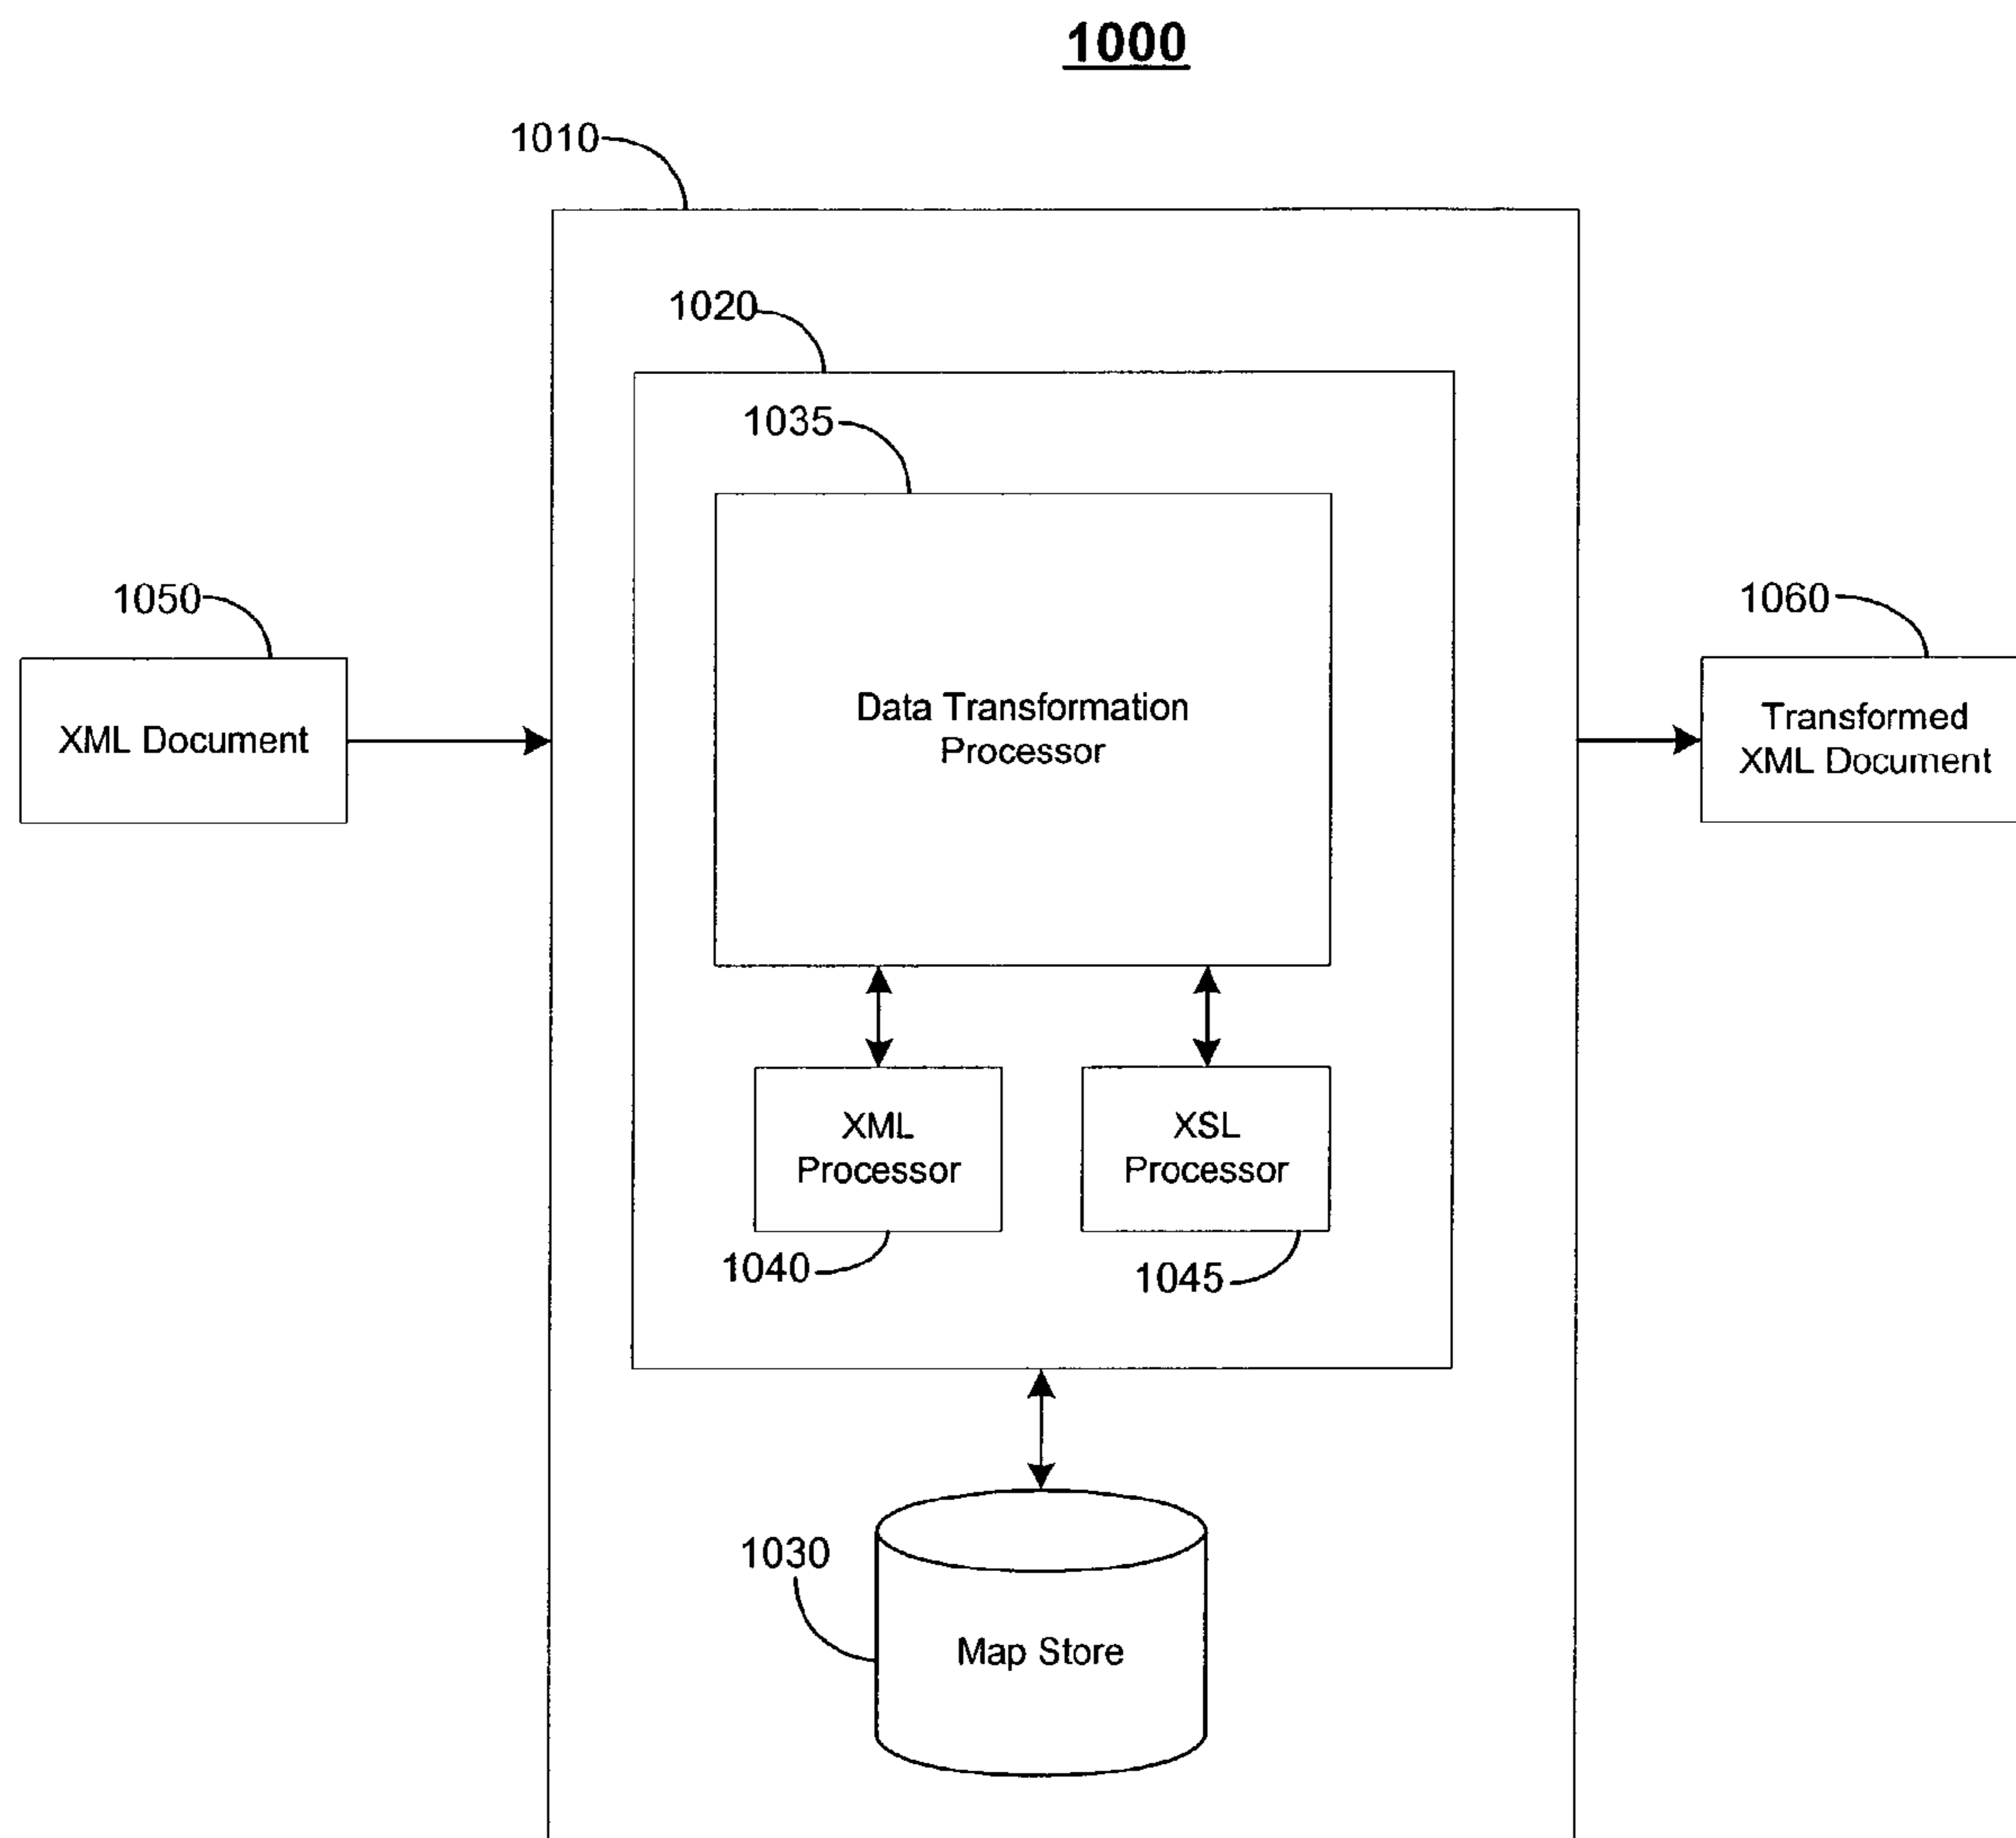 1000
1010
1020
1035
1050
1060
XML Document
Data Transformation
Processor
Transformed
XML Document
XML
Processor
XSL
Processor
1040
1045
1030
Map Store